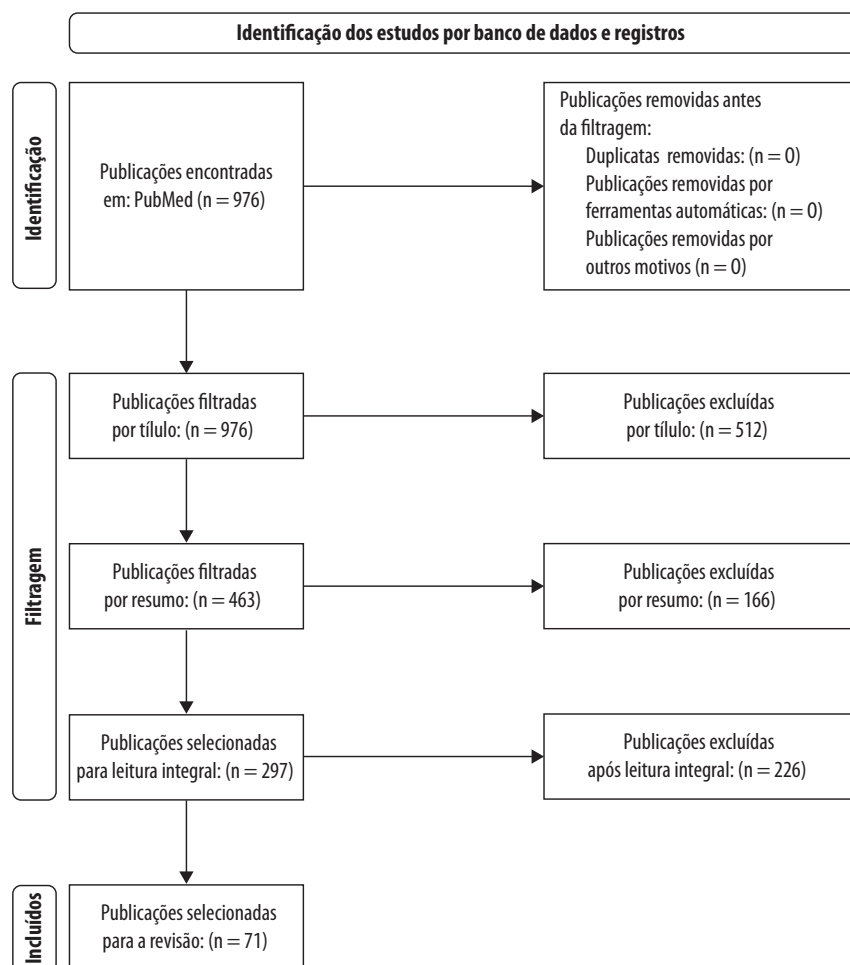 Identificação dos estudos por banco de dados e registros
Identificação
Publicações encontradas
em: PubMed (n = 976)
Publicações removidas antes
da filtragem:
Duplicatas removidas: (n = 0)
Publicações removidas por
ferramentas automáticas: (n = 0)
Publicações removidas por
outros motivos (n = 0)
Filtragem
Publicações filtradas
por tílulo: (n = 976)
Publicações excluídas
por tílulo: (n = 512)
Publicações filtradas
por resumo: (n = 463)
Publicações excluídas
por resumo: (n = 166)
Publicações selecionadas
para leitura integral: (n = 297)
Publicações excluídas
após leitura integral: (n = 226)
Incluídos
Publicações selecionadas
para a revisão: (n = 71)